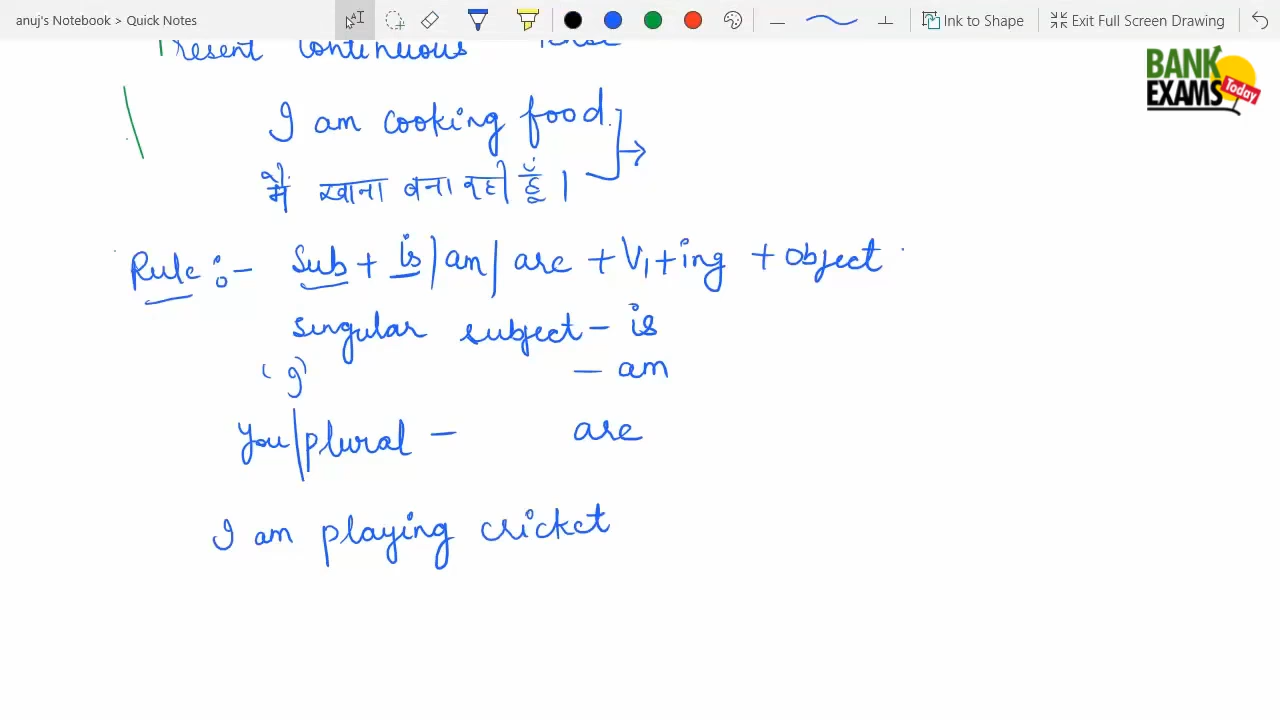 anuj's Notebook > Quick Notes
Ink to Shape
Exit Full Screen Drawing
BANK EXAMS Today
Present Continuous Tense
I am cooking food.
मैं खाना बना रही हूँ।
Rule :- Sub + is/am/are + V1 + ing + object
singular subject - is
(I) - am
You/plural - are
I am playing cricket